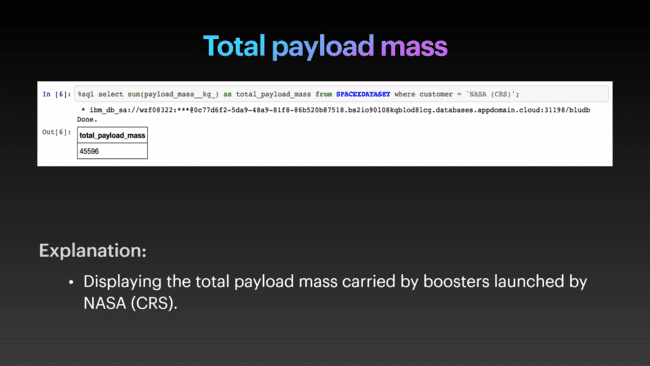 Total payload mass
In [6]: %sql select sum(payload_mass__kg_) as total_payload_mass from SPACEXDATASET where customer = 'NASA (CRS)';
* ibm_db_sa://wzf08322:***@0c77d6f2-5da9-48a9-81f8-86b520b87518.bs2io90l08kqb1od8lcg.databases.appdomain.cloud:31198/bludb
Done.
Out[6]: total_payload_mass
45596
Explanation:
• Displaying the total payload mass carried by boosters launched by
NASA (CRS).